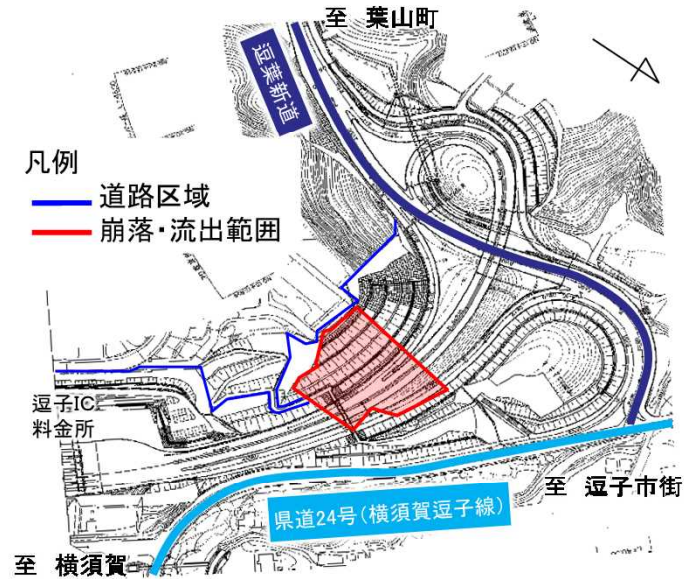 至 葉山町
逗葉新道
凡例
道路区域
崩落・流出範囲
逗子IC
料金所
至 逗子市街
県道24号(横須賀逗子線)
至 横須賀